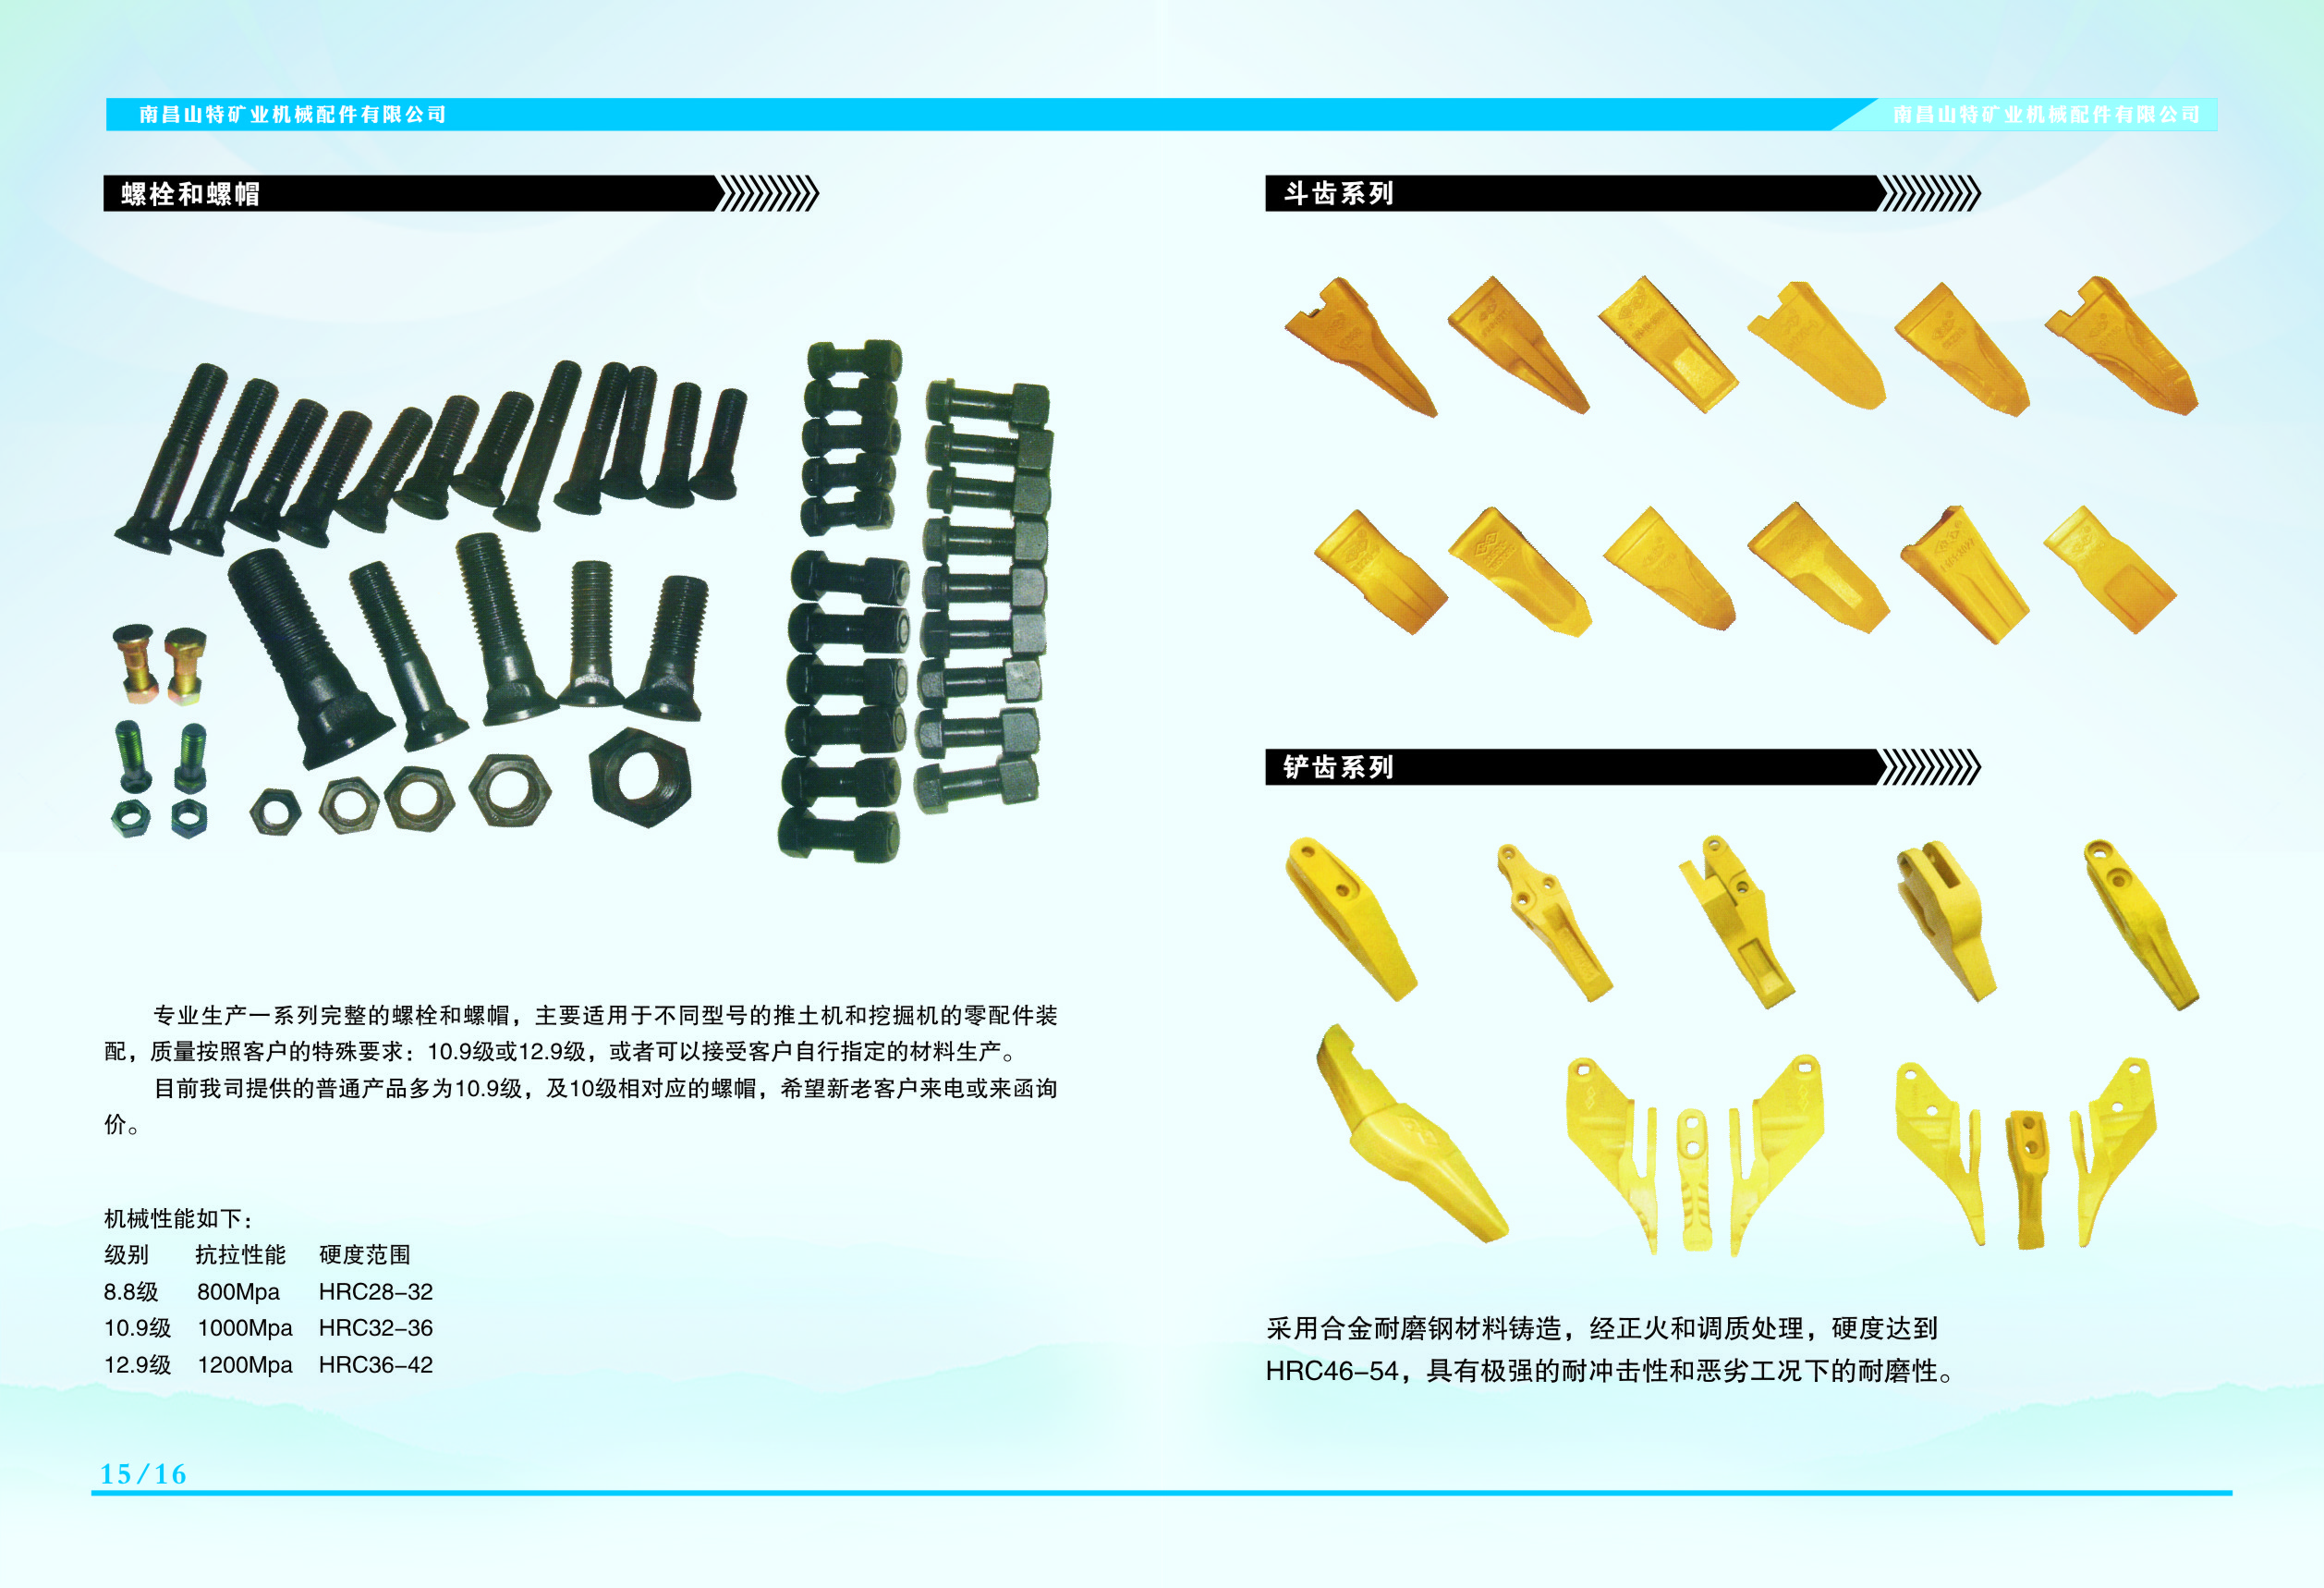 南昌山特矿业机械配件有限公司
南昌山特矿业机械配件有限公司
螺栓和螺帽
专业生产一系列完整的螺栓和螺帽，主要适用于不同型号的推土机和挖掘机的零配件装
配，质量按照客户的特殊要求：10.9级或12.9级，或者可以接受客户自行指定的材料生产。
目前我司提供的普通产品多为10.9级，及10级相对应的螺帽，希望新老客户来电或来函询
价。
机械性能如下：
级别 抗拉性能 硬度范围
8.8级 800Mpa HRC28–32
10.9级 1000Mpa HRC32–36
12.9级 1200Mpa HRC36–42
15/16
斗齿系列
铲齿系列
采用合金耐磨钢材料铸造，经正火和调质处理，硬度达到
HRC46–54，具有极强的耐冲击性和恶劣工况下的耐磨性。